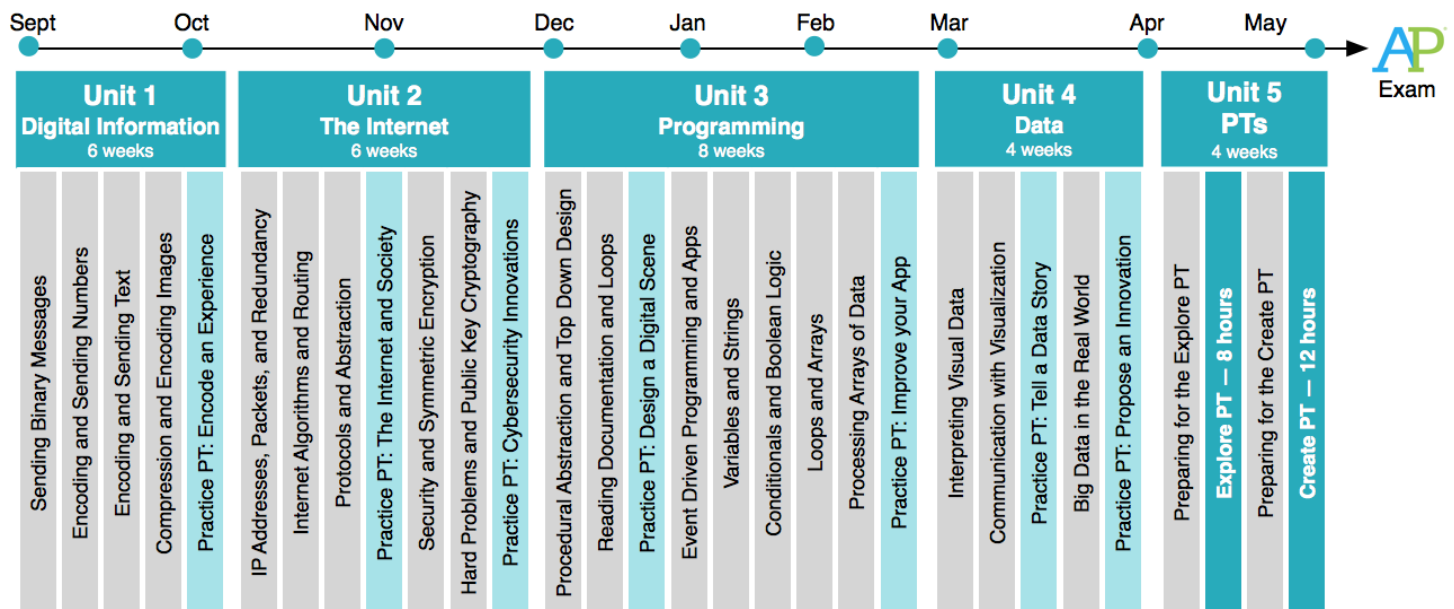 Sept
Oct
Nov
Dec
Jan
Feb
Mar
Apr
May
AP
Exam
Unit 1
Digital Information
6 weeks
Sending Binary Messages
Encoding and Sending Numbers
Encoding and Sending Text
Compression and Encoding Images
Practice PT: Encode an Experience
Unit 2
The Internet
6 weeks
IP Addresses, Packets, and Redundancy
Internet Algorithms and Routing
Protocols and Abstraction
Practice PT: The Internet and Society
Security and Symmetric Encryption
Hard Problems and Public Key Cryptography
Practice PT: Cybersecurity Innovations
Unit 3
Programming
8 weeks
Procedural Abstraction and Top Down Design
Reading Documentation and Loops
Practice PT: Design a Digital Scene
Event Driven Programming and Apps
Variables and Strings
Conditionals and Boolean Logic
Loops and Arrays
Processing Arrays of Data
Practice PT: Improve your App
Unit 4
Data
4 weeks
Interpreting Visual Data
Communication with Visualization
Practice PT: Tell a Data Story
Big Data in the Real World
Practice PT: Propose an Innovation
Unit 5
PTs
4 weeks
Preparing for the Explore PT
Explore PT — 8 hours
Preparing for the Create PT
Create PT — 12 hours